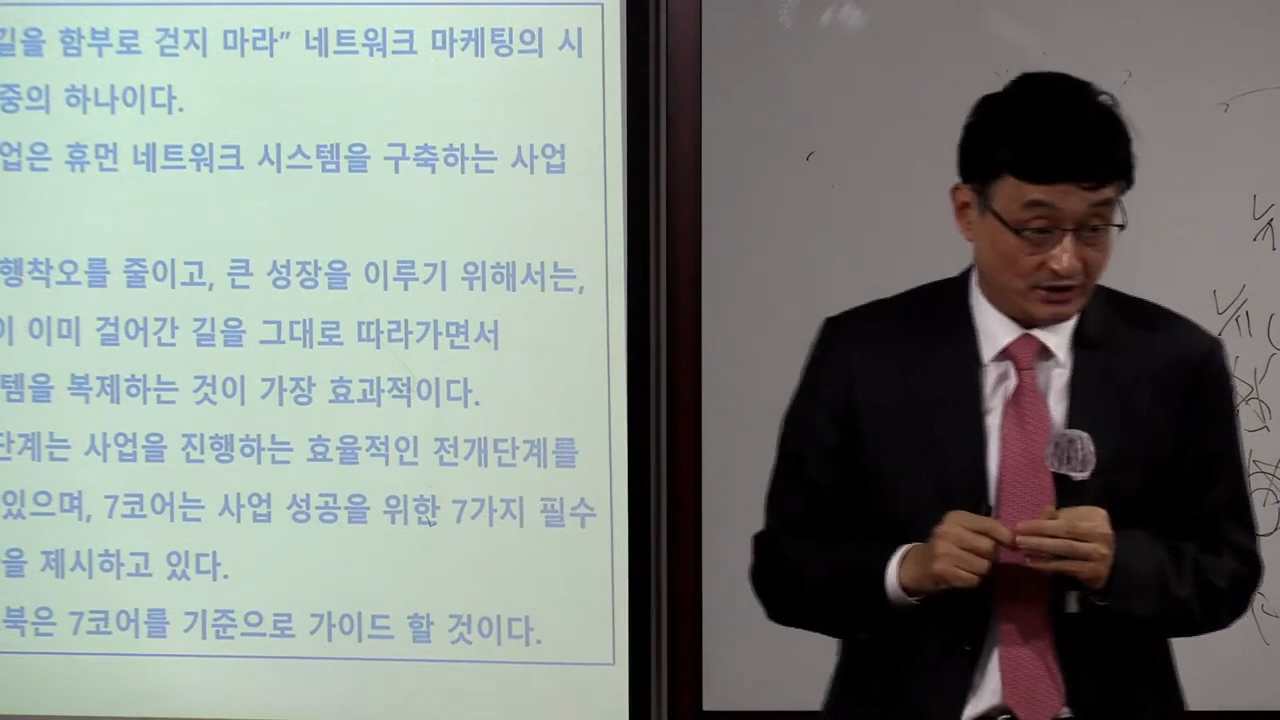 길을 함부로 걷지 마라” 네트워크 마케팅의 시
중의 하나이다.
업은 휴먼 네트워크 시스템을 구축하는 사업
행착오를 줄이고, 큰 성장을 이루기 위해서는,
이 이미 걸어간 길을 그대로 따라가면서
템을 복제하는 것이 가장 효과적이다.
단계는 사업을 진행하는 효율적인 전개단계를
있으며, 7코어는 사업 성공을 위한 7가지 필수
을 제시하고 있다.
북은 7코어를 기준으로 가이드 할 것이다.